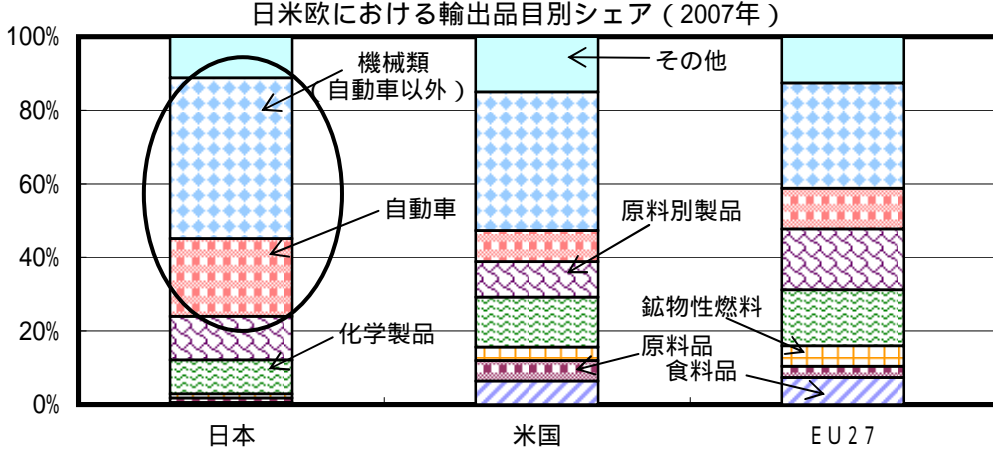 日米欧における輸出品目別シェア（2007年）
100%
80%
60%
40%
20%
0%
機械類
（自動車以外）
その他
自動車
原料別製品
化学製品
鉱物性燃料
原料品
食料品
日本
米国
ＥＵ27